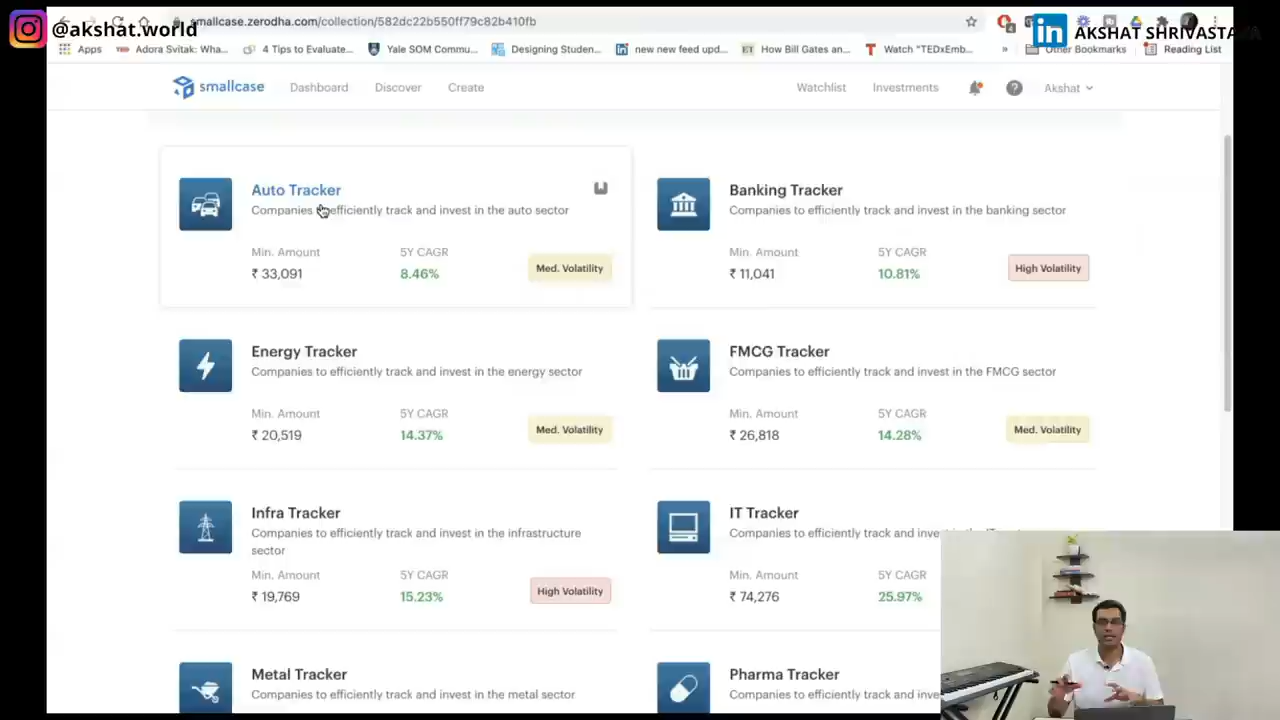 @akshat.world
smallcase.zerodha.com/collection/582dc22b550ff79c82b410fb
AKSHAT SHRIVASTAVA
Apps
Adora Svitak: Wha...
4 Tips to Evaluate...
Yale SOM Commu...
Designing Studen...
new new feed upd...
How Bill Gates an...
Watch "TEDxEmb...
»
Other Bookmarks
Reading List
smallcase
Dashboard
Discover
Create
Watchlist
Investments
Akshat
Auto Tracker
Companies to efficiently track and invest in the auto sector
Min. Amount
5Y CAGR
₹ 33,091
8.46%
Med. Volatility
Banking Tracker
Companies to efficiently track and invest in the banking sector
Min. Amount
5Y CAGR
₹ 11,041
10.81%
High Volatility
Energy Tracker
Companies to efficiently track and invest in the energy sector
Min. Amount
5Y CAGR
₹ 20,519
14.37%
Med. Volatility
FMCG Tracker
Companies to efficiently track and invest in the FMCG sector
Min. Amount
5Y CAGR
₹ 26,818
14.28%
Med. Volatility
Infra Tracker
Companies to efficiently track and invest in the infrastructure
sector
Min. Amount
5Y CAGR
₹ 19,769
15.23%
High Volatility
IT Tracker
Companies to efficiently track and
Min. Amount
5Y CAGR
₹ 74,276
25.97%
Metal Tracker
Companies to efficiently track and invest in the metal sector
Pharma Tracker
Companies to efficiently track and